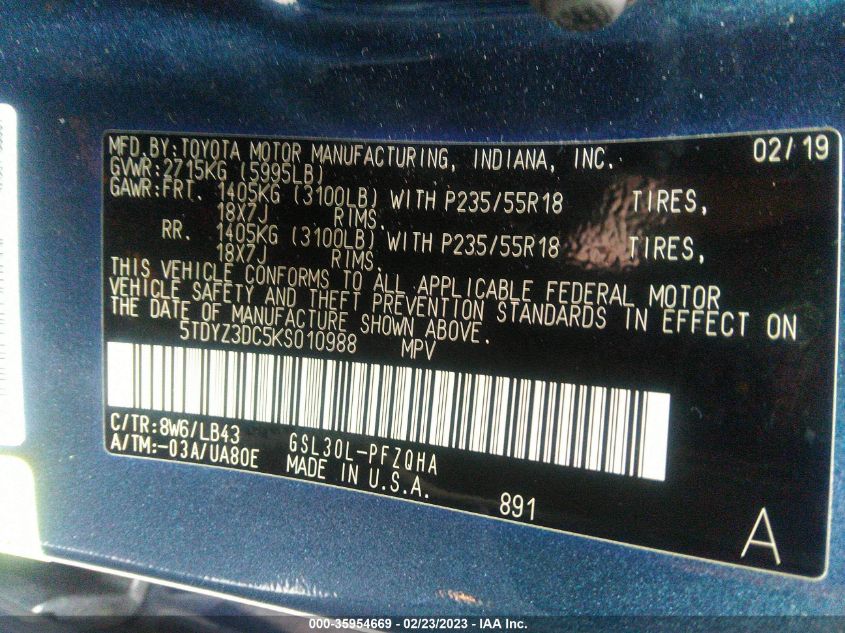 MFD.BY:TOYOTA MOTOR MANUFACTURING, INDIANA, INC. 02/19
GVWR:2715KG (5995LB)
GAWR:FRT. 1405KG (3100LB) WITH P235/55R18 TIRES,
18X7J RIMS.
RR. 1405KG (3100LB) WITH P235/55R18 TIRES,
18X7J RIMS.
THIS VEHICLE CONFORMS TO ALL APPLICABLE FEDERAL MOTOR
VEHICLE SAFETY AND THEFT PREVENTION STANDARDS IN EFFECT ON
THE DATE OF MANUFACTURE SHOWN ABOVE.
5TDYZ3DC5KS010988 MPV
C/TR:8W6/LB43 GSL30L-PFZQHA
A/TM:-03A/UA80E MADE IN U.S.A.
891
A
000-35954669 - 02/23/2023 - IAA Inc.